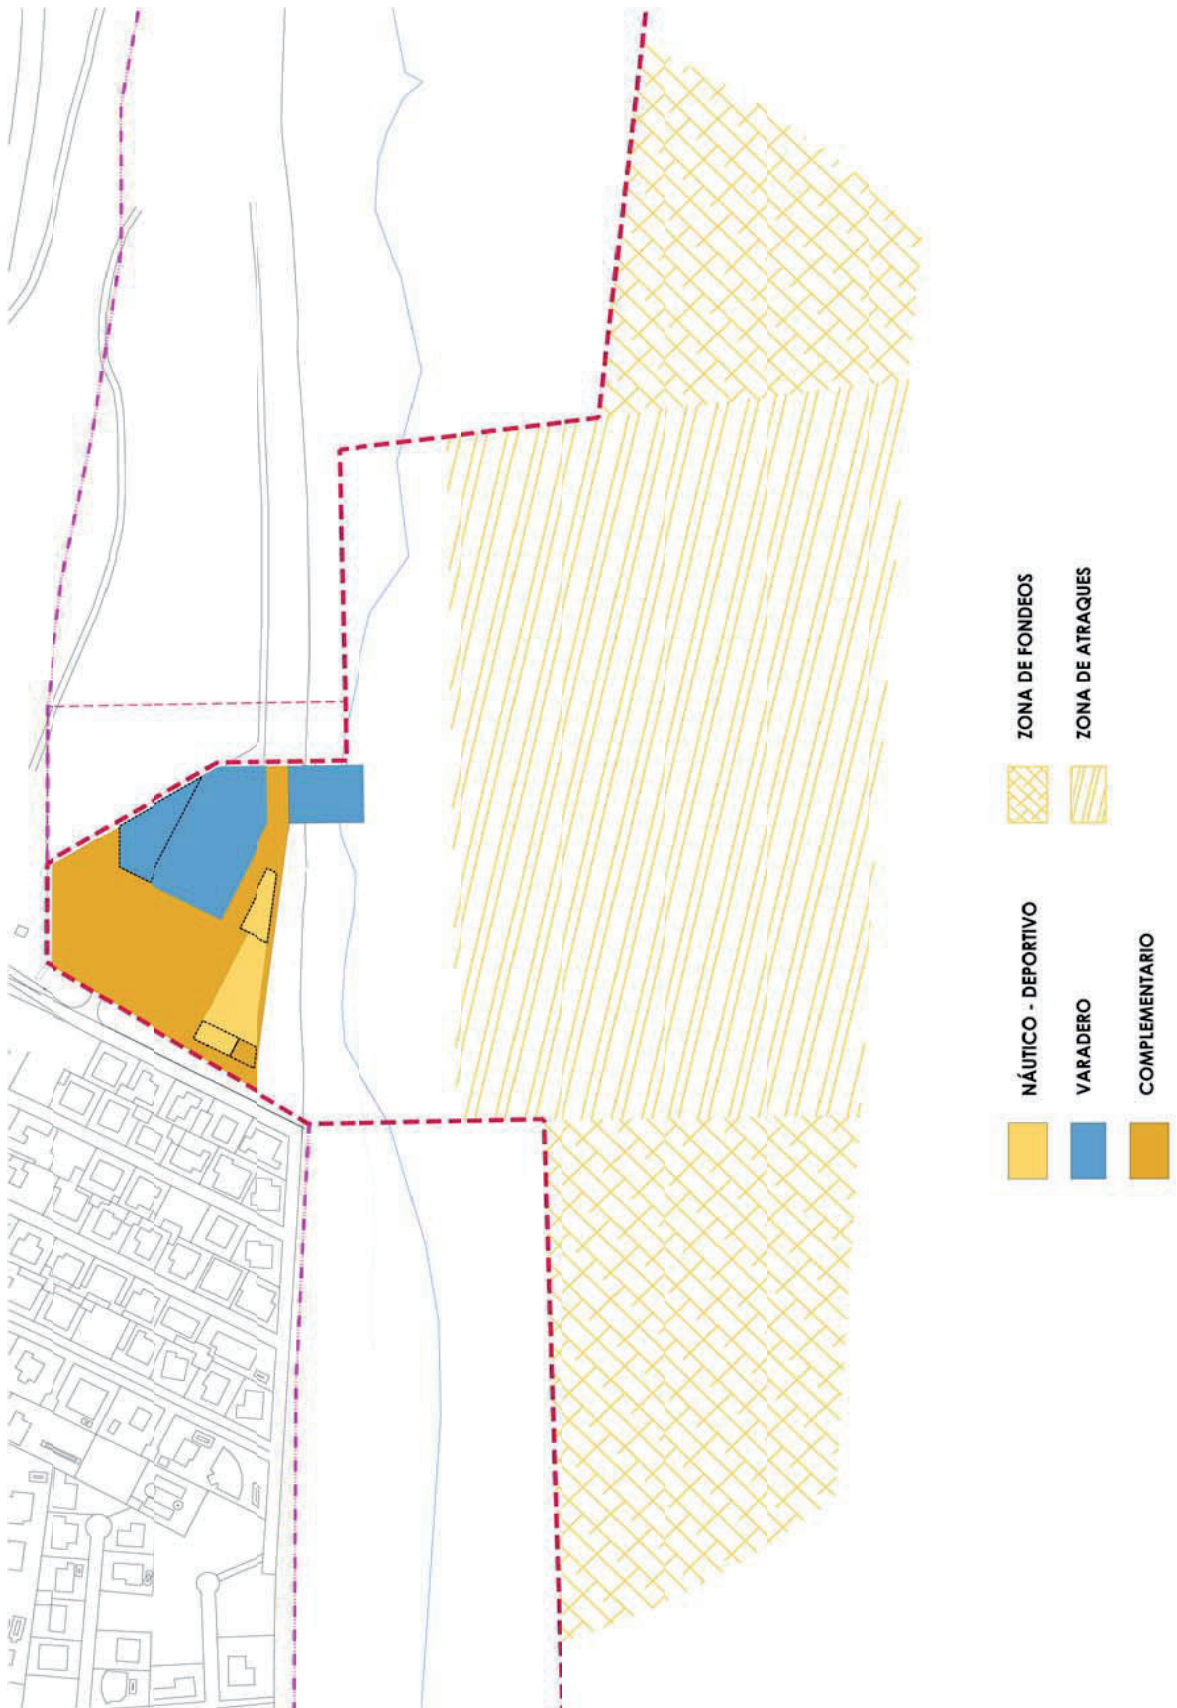 NÁUTICO - DEPORTIVO
VARADERO
COMPLEMENTARIO
ZONA DE FONDEOS
ZONA DE ATRAQUES